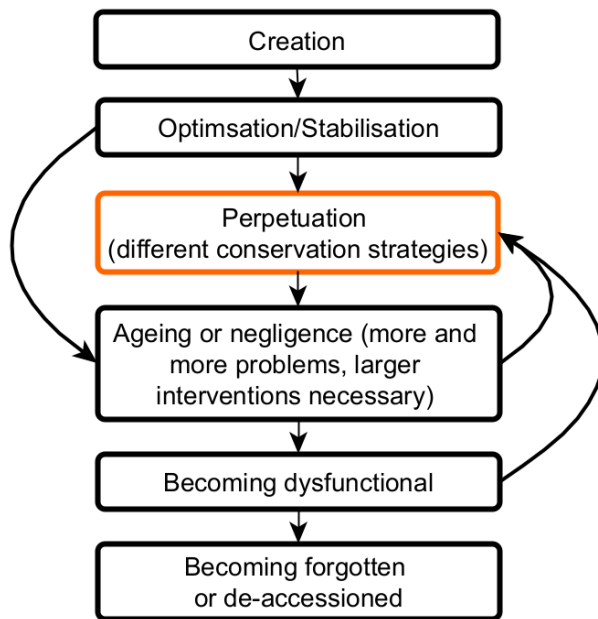 Creation
Optimsation/Stabilisation
Perpetuation
(different conservation strategies)
Ageing or negligence (more and
more problems, larger
interventions necessary)
Becoming dysfunctional
Becoming forgotten
or de-accessioned